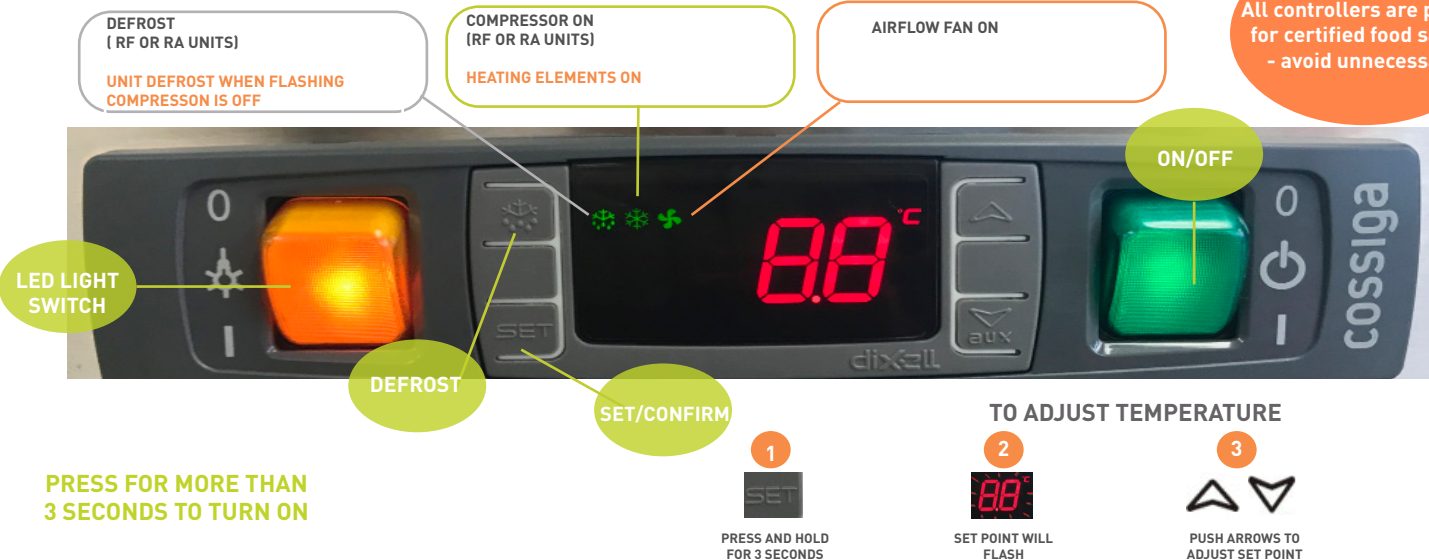 DEFROST
( RF OR RA UNITS)
UNIT DEFROST WHEN FLASHING
COMPRESSON IS OFF
COMPRESSOR ON
(RF OR RA UNITS)
HEATING ELEMENTS ON
AIRFLOW FAN ON
All controllers are p
for certified food s
- avoid unnecess
ON/OFF
LED LIGHT
SWITCH
0
I
SET
8.8 °C
dixell
aux
0
I
cossiga
DEFROST
SET/CONFIRM
PRESS FOR MORE THAN
3 SECONDS TO TURN ON
TO ADJUST TEMPERATURE
1
SET
PRESS AND HOLD
FOR 3 SECONDS
2
8.8 °C
SET POINT WILL
FLASH
3
PUSH ARROWS TO
ADJUST SET POINT